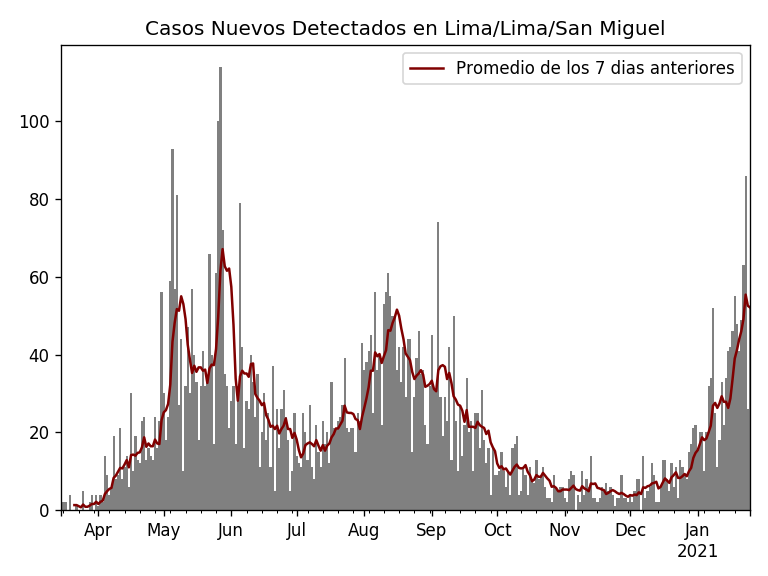 Casos Nuevos Detectados en Lima/Lima/San Miguel
Promedio de los 7 dias anteriores
100
80
60
40
20
0
Apr May Jun Jul Aug Sep Oct Nov Dec Jan
2021